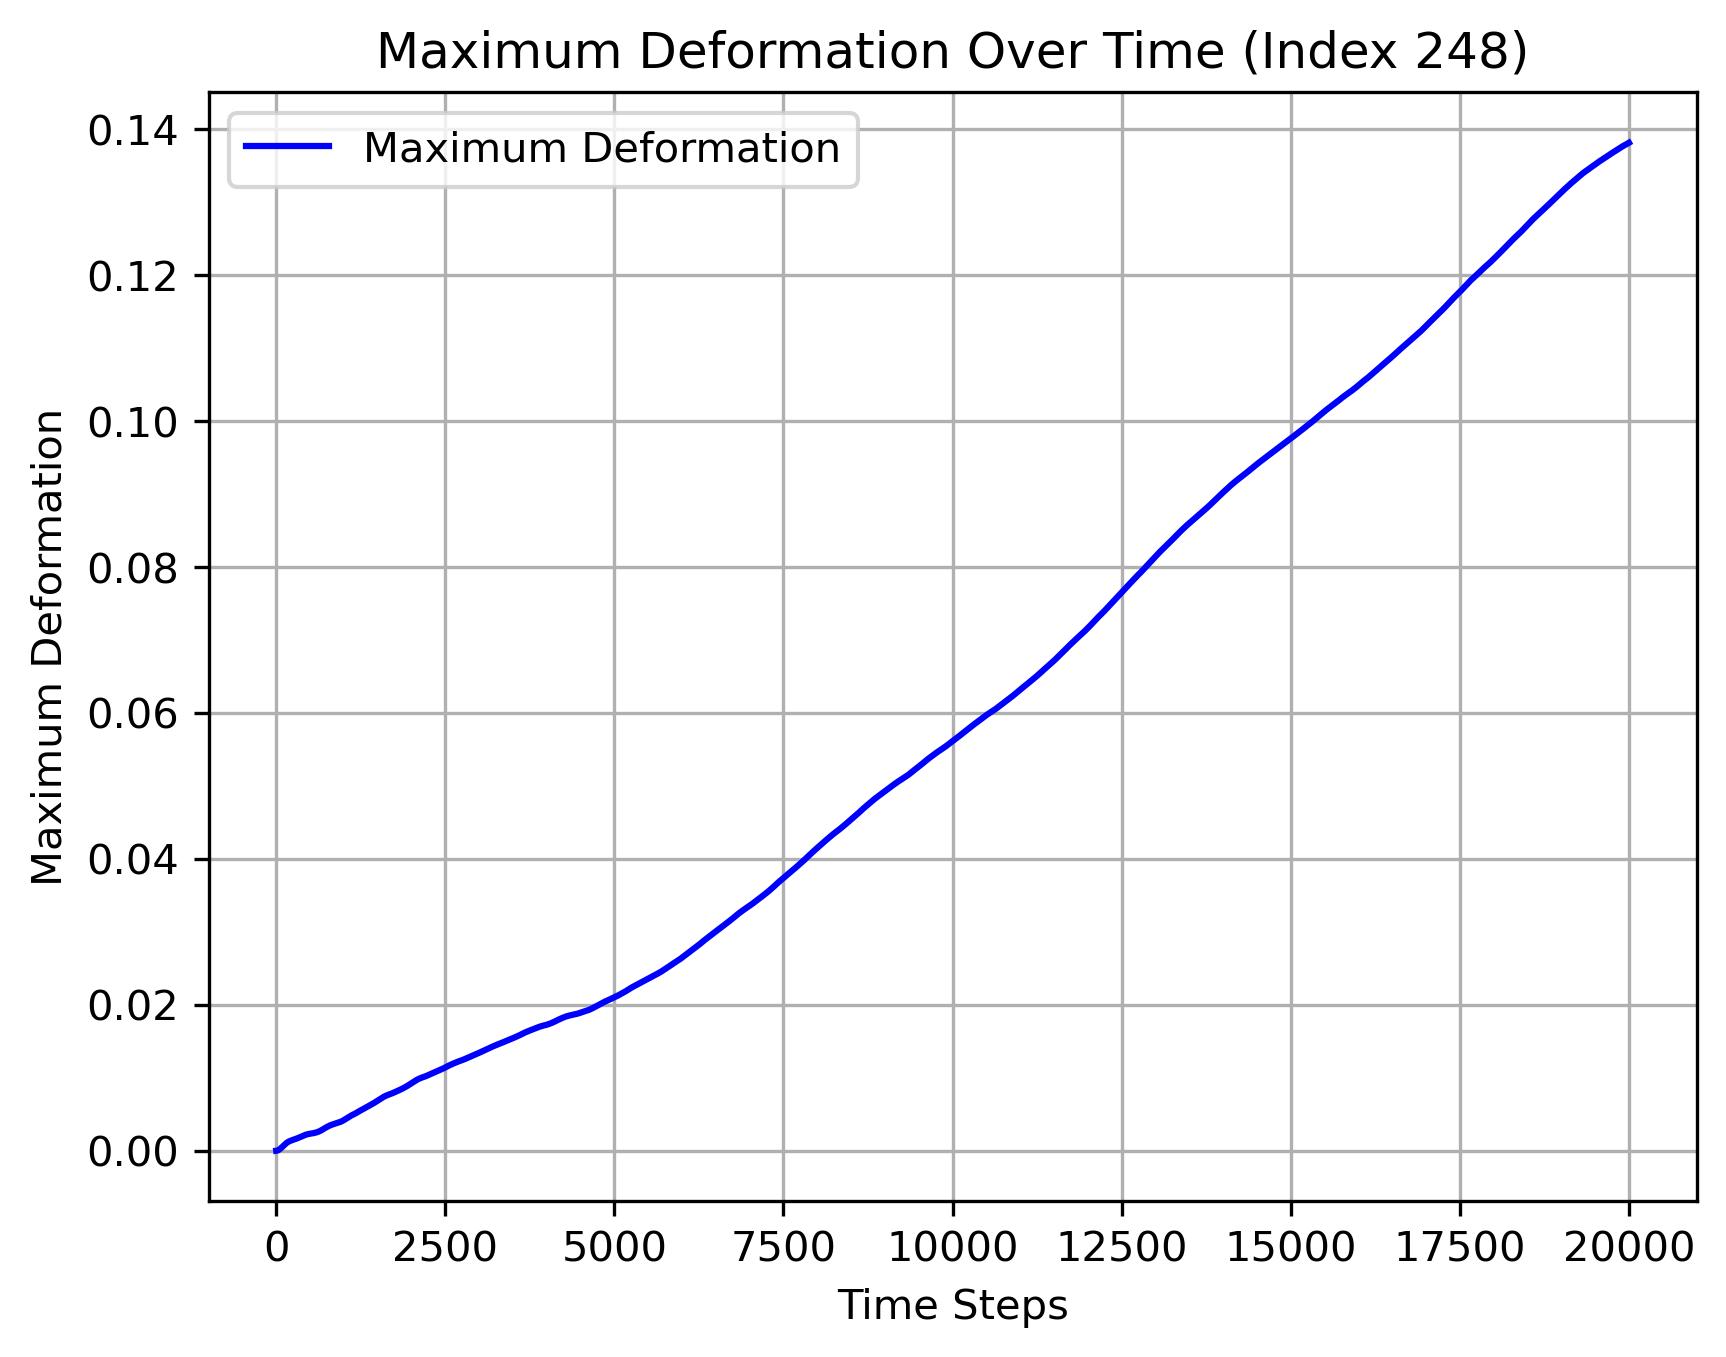 Maximum Deformation Over Time (Index 248)
Maximum Deformation
Maximum Deformation
0.14
0.12
0.10
0.08
0.06
0.04
0.02
0.00
0 2500 5000 7500 10000 12500 15000 17500 20000
Time Steps